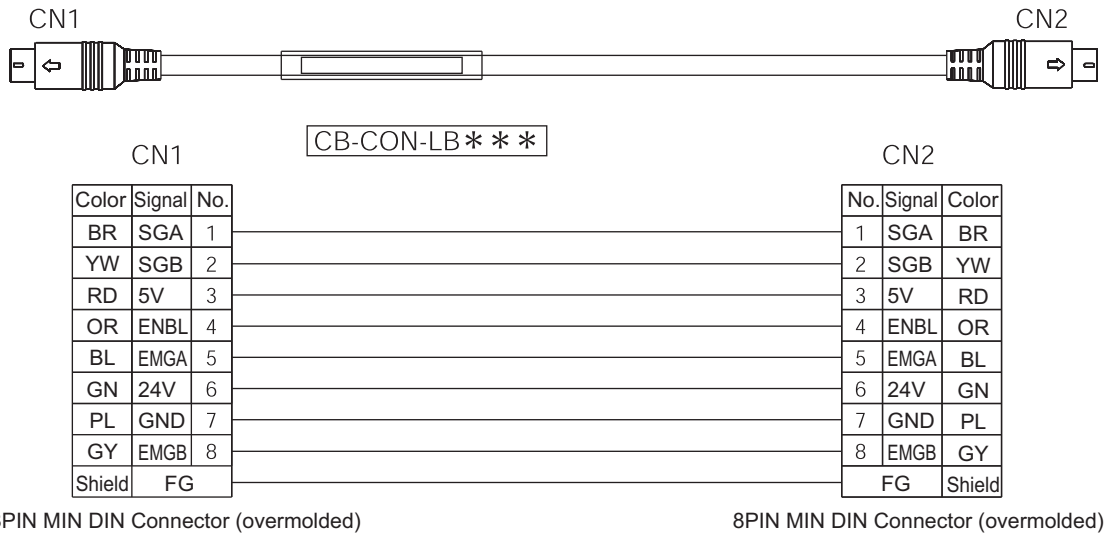 CN1 CN2
CB-CON-LB＊＊＊
CN1 CN2
Color Signal No. No. Signal Color
BR SGA 1 1 SGA BR
YW SGB 2 2 SGB YW
RD 5V 3 3 5V RD
OR ENBL 4 4 ENBL OR
BL EMGA 5 5 EMGA BL
GN 24V 6 6 24V GN
PL GND 7 7 GND PL
GY EMGB 8 8 EMGB GY
Shield FG FG Shield
PIN MIN DIN Connector (overmolded) 8PIN MIN DIN Connector (overmolded)